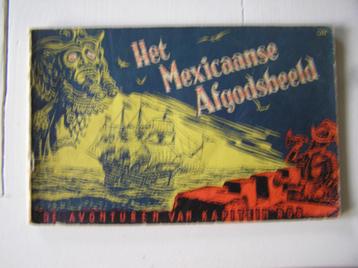 Het
Mexicaanse
Afgodsbeeld
DE AVONTUREN VAN KAPITEIN ROB